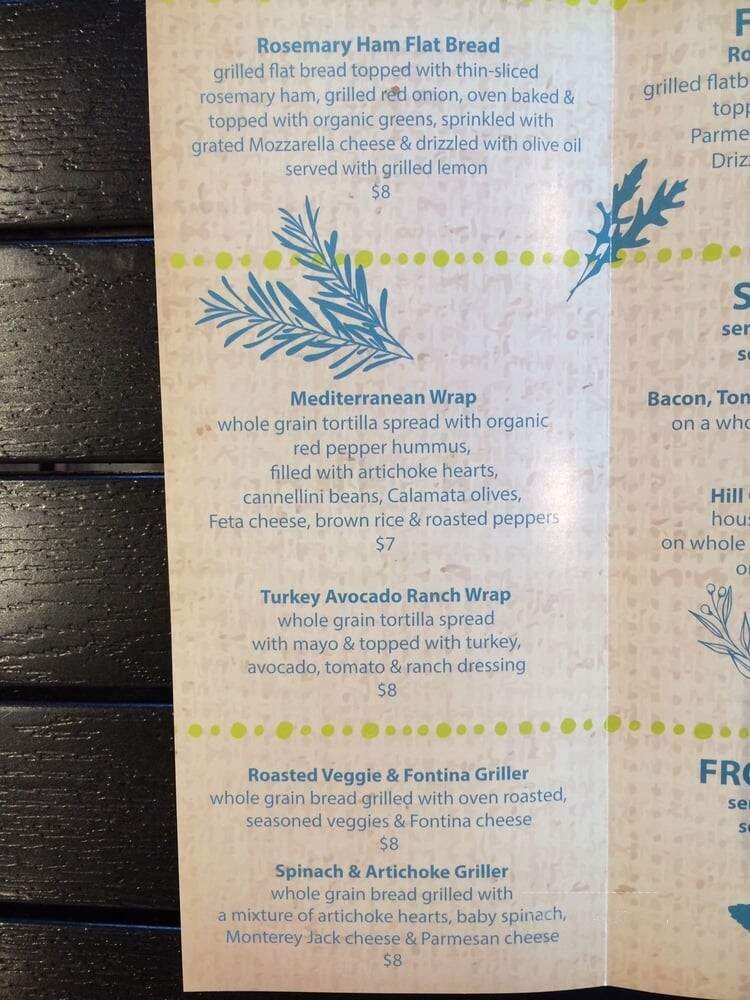 Rosemary Ham Flat Bread
grilled flat bread topped with thin-sliced
rosemary ham, grilled red onion, oven baked &
topped with organic greens, sprinkled with
grated Mozzarella cheese & drizzled with olive oil
served with grilled lemon
$8
Mediterranean Wrap
whole grain tortilla spread with organic
red pepper hummus,
filled with artichoke hearts,
cannellini beans, Calamata olives,
Feta cheese, brown rice & roasted peppers
$7
Turkey Avocado Ranch Wrap
whole grain tortilla spread
with mayo & topped with turkey,
avocado, tomato & ranch dressing
$8
Roasted Veggie & Fontina Griller
whole grain bread grilled with oven roasted,
seasoned veggies & Fontina cheese
$8
Spinach & Artichoke Griller
whole grain bread grilled with
a mixture of artichoke hearts, baby spinach,
Monterey Jack cheese & Parmesan cheese
$8
grilled
Bacon,
on a
Hill
on whole